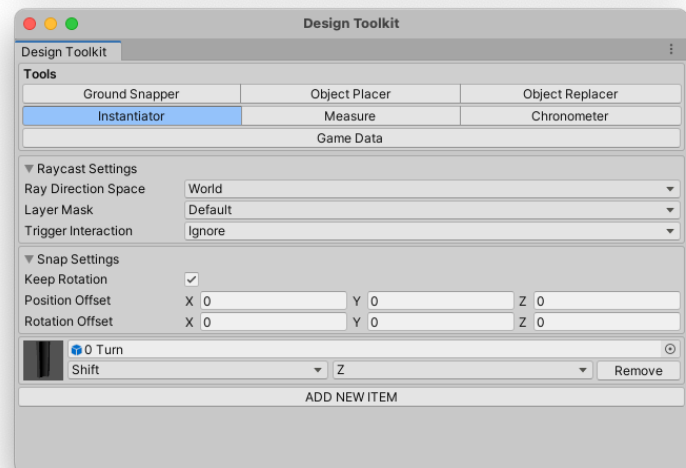 Design Toolkit
Design Toolkit
Tools
Ground Snapper Object Placer Object Replacer
Instantiator Measure Chronometer
Game Data
Raycast Settings
Ray Direction Space World
Layer Mask Default
Trigger Interaction Ignore
Snap Settings
Keep Rotation
Position Offset X 0 Y 0 Z 0
Rotation Offset X 0 Y 0 Z 0
0 Turn
Shift Z Remove
ADD NEW ITEM